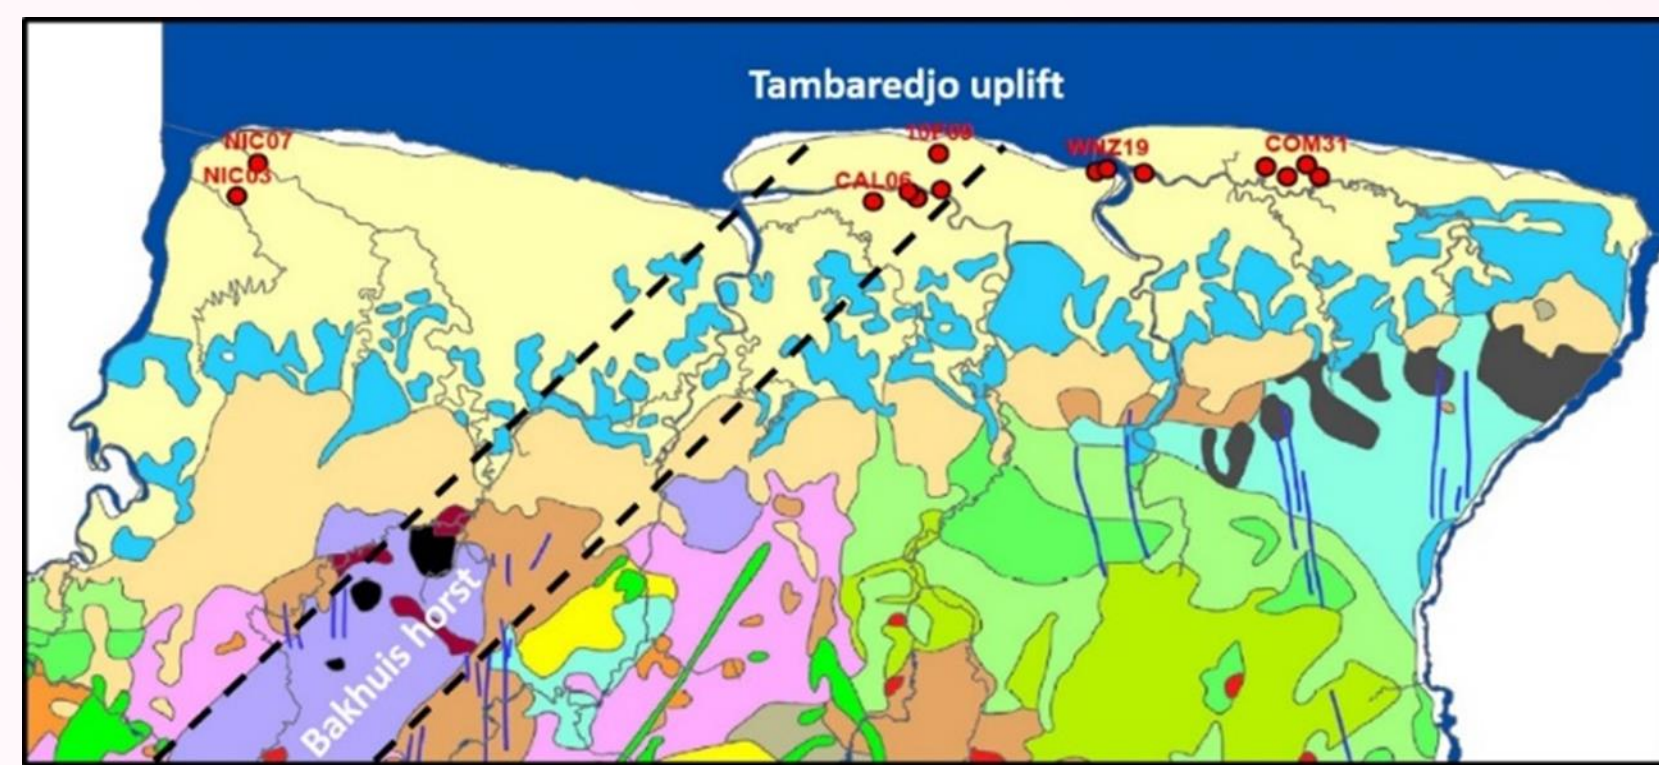 Tambaredjo uplift
NIC07
NIC03
CAL06
WNZ19
COM31
Bakhuis horst